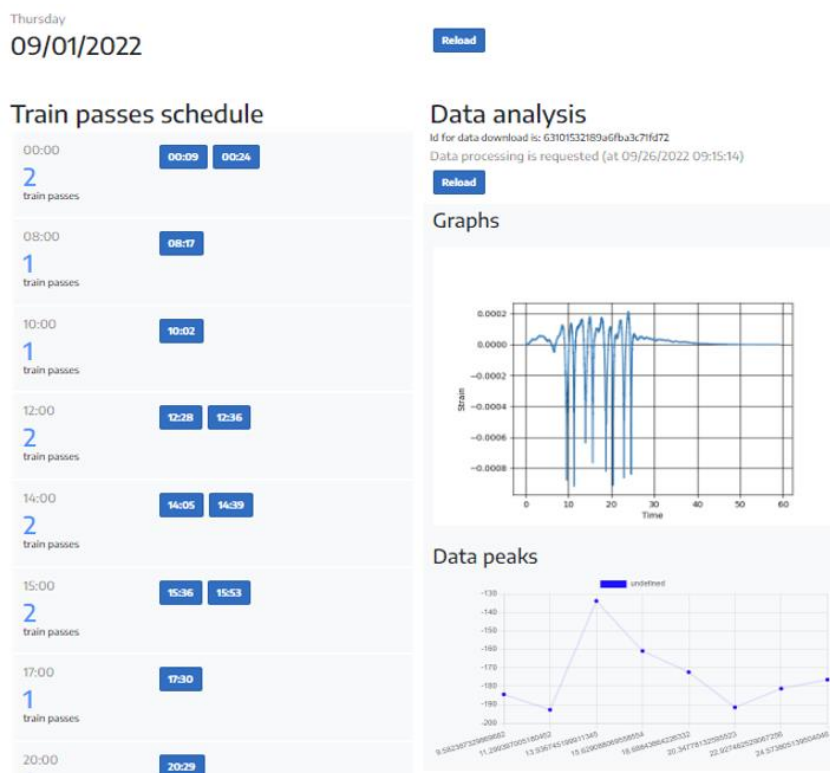 Thursday
09/01/2022
Reload
Train passes schedule
00:00
00:09 00:24
2
train passes
08:00
08:17
1
train passes
10:00
10:02
1
train passes
12:00
12:28 12:36
2
train passes
14:00
14:05 14:39
2
train passes
15:00
15:36 15:53
2
train passes
17:00
17:30
1
train passes
20:00
20:29
Data analysis
Id for data download is: 63101532189a6fba3c71fd72
Data processing is requested (at 09/26/2022 09:15:14)
Reload
Graphs
0.0002
0.0000
−0.0002
−0.0004
−0.0006
−0.0008
Strain
0 10 20 30 40 50 60
Time
Data peaks
undefined
-130
-140
-150
-160
-170
-180
-190
-200